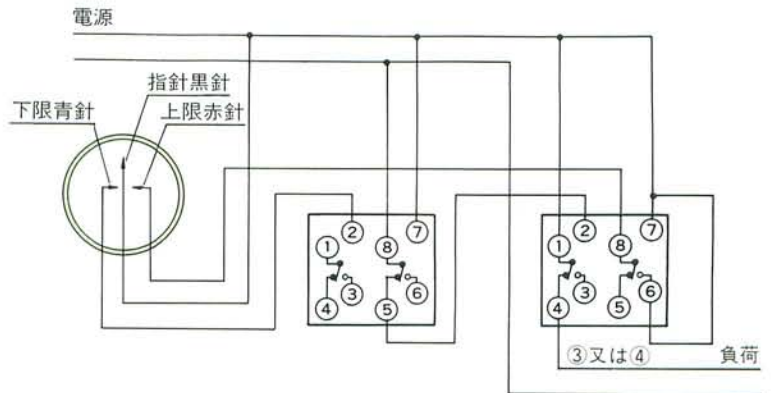 電源
指針黒針
下限青針
上限赤針
② ⑦ ② ⑦
① ⑧ ① ⑧
③ ⑥ ③ ⑥
④ ⑤ ④ ⑤
③又は④ 負荷